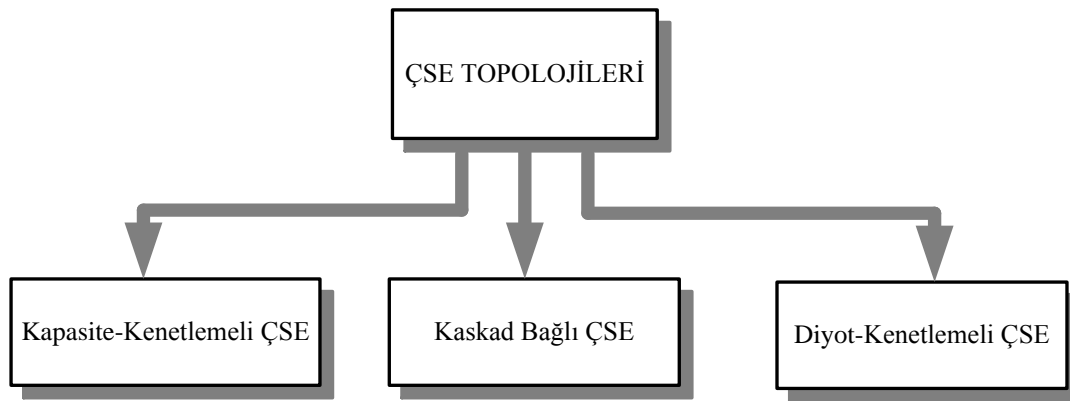 ÇSE TOPOLOJİLERİ
Kapasite-Kenetlemeli ÇSE
Kaskad Bağlı ÇSE
Diyot-Kenetlemeli ÇSE